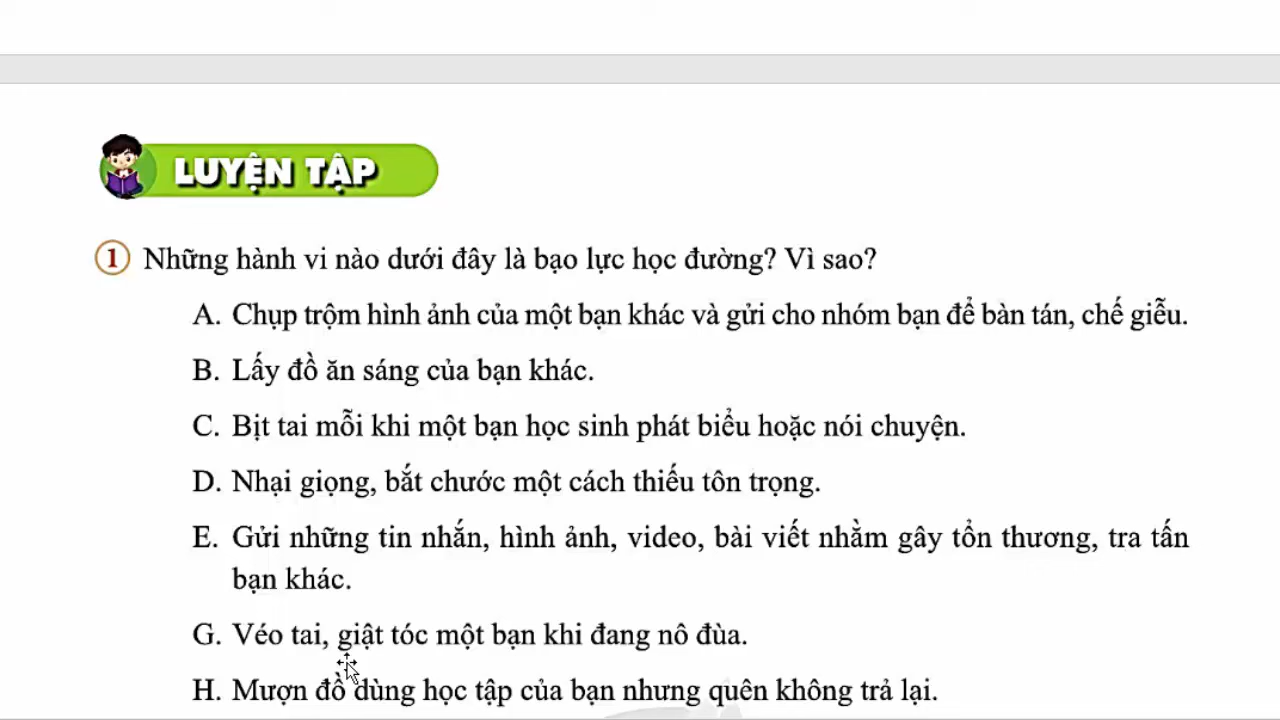 LUYỆN TẬP
1 Những hành vi nào dưới đây là bạo lực học đường? Vì sao?
A. Chụp trộm hình ảnh của một bạn khác và gửi cho nhóm bạn để bàn tán, chế giễu.
B. Lấy đồ ăn sáng của bạn khác.
C. Bịt tai mỗi khi một bạn học sinh phát biểu hoặc nói chuyện.
D. Nhại giọng, bắt chước một cách thiếu tôn trọng.
E. Gửi những tin nhắn, hình ảnh, video, bài viết nhằm gây tổn thương, tra tấn
bạn khác.
G. Véo tai, giật tóc một bạn khi đang nô đùa.
H. Mượn đồ dùng học tập của bạn nhưng quên không trả lại.